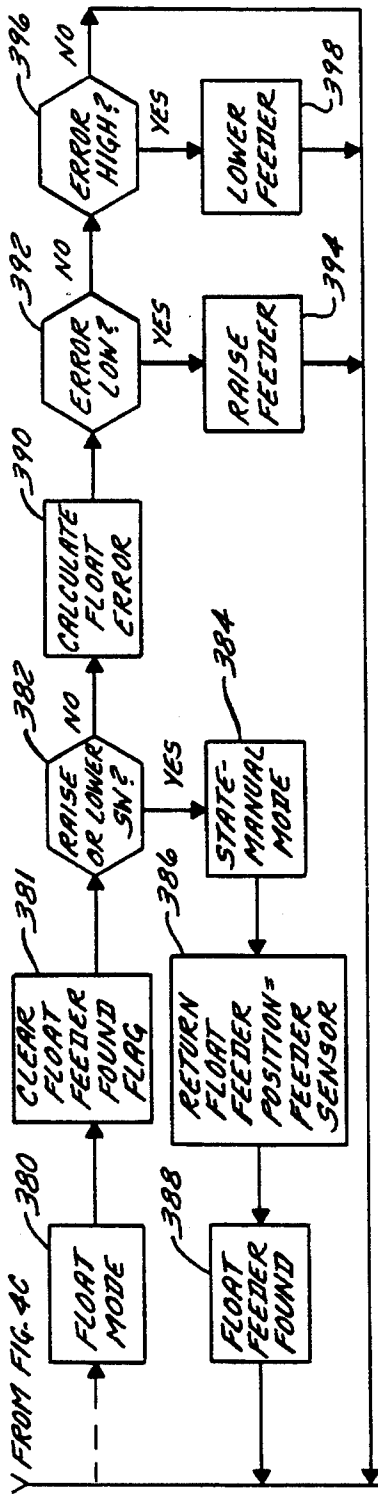 Y FROM FIG. 4C
380
FLOAT
MODE
381
CLEAR
FLOAT
FEEDER
FOUND
FLAG
382
RAISE
OR LOWER
SW?
NO
YES
390
CALCULATE
FLOAT
ERROR
392
ERROR
LOW?
NO
YES
396
ERROR
HIGH?
NO
YES
388
FLOAT
FEEDER
FOUND
386
RETURN
FLOAT
FEEDER
POSITION=
FEEDER
SENSOR
384
STATE-
MANUAL
MODE
RAISE
FEEDER
394
LOWER
FEEDER
398